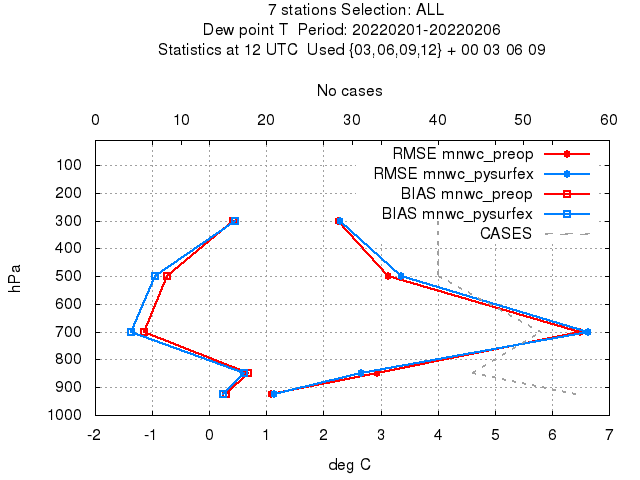 7 stations Selection: ALL
Dew point T  Period: 20220201-20220206
Statistics at 12 UTC  Used {03,06,09,12} + 00 03 06 09
No cases
0 10 20 30 40 50 60
RMSE mnwc_preop
RMSE mnwc_pysurfex
BIAS mnwc_preop
BIAS mnwc_pysurfex
CASES
100
200
300
400
500
600
700
800
900
1000
hPa
-2 -1 0 1 2 3 4 5 6 7
deg C